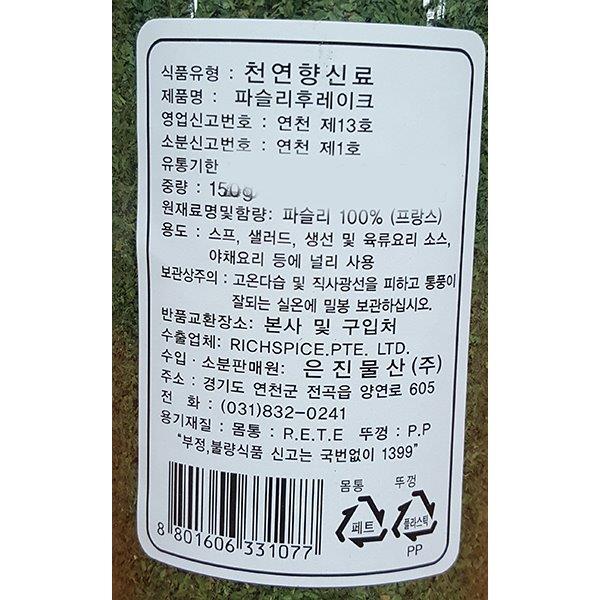 식품유형 : 천연향신료
제품명 : 파슬리후레이크
영업신고번호 : 연천 제13호
소분신고번호 : 연천 제1호
유통기한
중량 : 150g
원재료명및함량: 파슬리 100% (프랑스)
용도 : 스프, 샐러드, 생선 및 육류요리 소스,
야채요리 등에 널리 사용
보관상주의 : 고온다습 및 직사광선을 피하고 통풍이
잘되는 실온에 밀봉 보관하십시오.
반품교환장소: 본사 및 구입처
수출업체: RICHSPICE.PTE. LTD.
수입 · 소분판매원: 은진물산(주)
주소 : 경기도 연천군 전곡읍 양연로 605
전 화 : (031)832-0241
용기재질 : 몸통 : R.E.T.E 뚜껑 : P.P
"부정,불량식품 신고는 국번없이 1399"
몸통 뚜껑
페트 플라스틱
PP
8 801606 331077